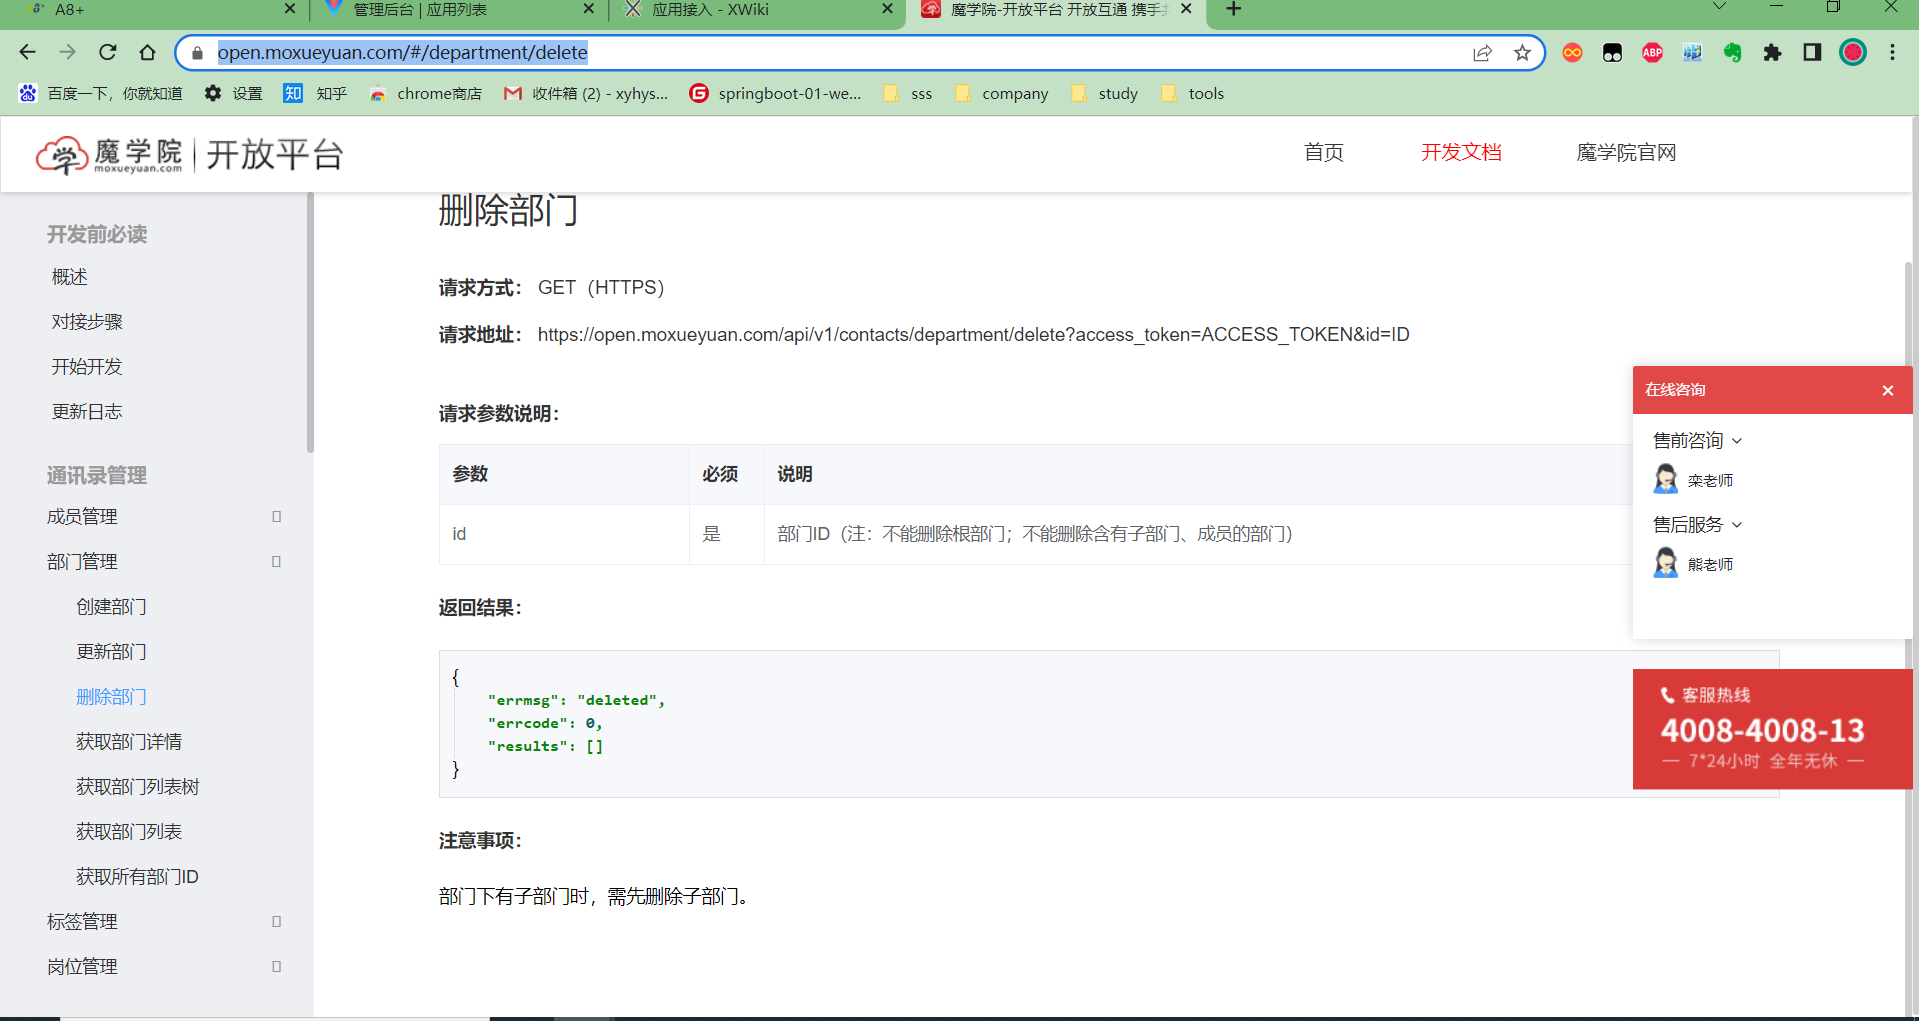 A8+
管理后台 | 应用列表
应用接入 - XWiki
魔学院-开放平台 开放互通 携手
open.moxueyuan.com/#/department/delete
ABP
百度一下，你就知道
设置
知 知乎
chrome商店
收件箱 (2) - xyhys...
springboot-01-we...
sss
company
study
tools
学 魔学院
moxueyuan.com
开放平台
首页
开发文档
魔学院官网
开发前必读
概述
对接步骤
开始开发
更新日志
通讯录管理
成员管理
部门管理
创建部门
更新部门
删除部门
获取部门详情
获取部门列表树
获取部门列表
获取所有部门ID
标签管理
岗位管理
删除部门
请求方式： GET（HTTPS）
请求地址： https://open.moxueyuan.com/api/v1/contacts/department/delete?access_token=ACCESS_TOKEN&id=ID
请求参数说明：
参数 必须 说明
id 是 部门ID（注：不能删除根部门；不能删除含有子部门、成员的部门）
返回结果：
{
"errmsg": "deleted",
"errcode": 0,
"results": []
}
注意事项：
部门下有子部门时，需先删除子部门。
在线咨询
售前咨询
栾老师
售后服务
熊老师
客服热线
4008-4008-13
— 7*24小时 全年无休 —